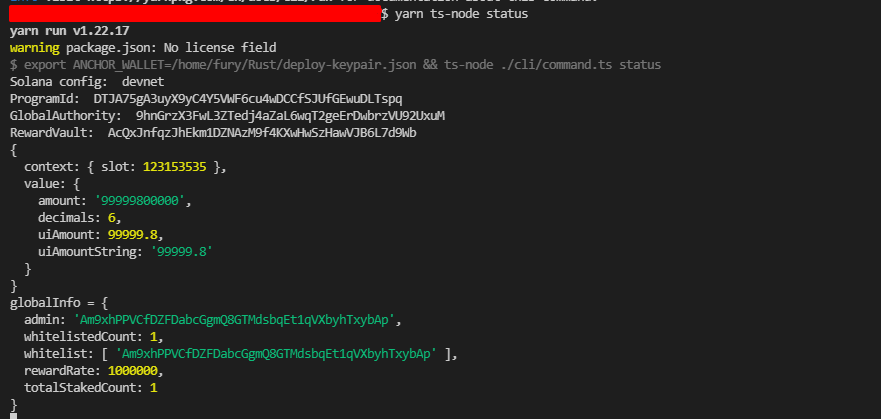 $ yarn ts-node status
yarn run v1.22.17
warning package.json: No license field
$ export ANCHOR_WALLET=/home/fury/Rust/deploy-keypair.json && ts-node ./cli/command.ts status
Solana config:  devnet
ProgramId:  DTJA75gA3uyX9yC4Y5VWF6cu4wDCCfSJUfGEwuDLTspq
GlobalAuthority:  9hnGrzX3FwL3ZTedj4aZaL6wqT2geErDwbrzVU92UxuM
RewardVault:  AcQxJnfqzJhEkm1DZNAzM9f4KXwHwSzHawVJB6L7d9Wb
{
  context: { slot: 123153535 },
  value: {
    amount: '99999800000',
    decimals: 6,
    uiAmount: 99999.8,
    uiAmountString: '99999.8'
  }
}
globalInfo = {
  admin: 'Am9xhPPVCfDZFDabcGgmQ8GTMdsbqEt1qVXbyhTxybAp',
  whitelistedCount: 1,
  whitelist: [ 'Am9xhPPVCfDZFDabcGgmQ8GTMdsbqEt1qVXbyhTxybAp' ],
  rewardRate: 1000000,
  totalStakedCount: 1
}